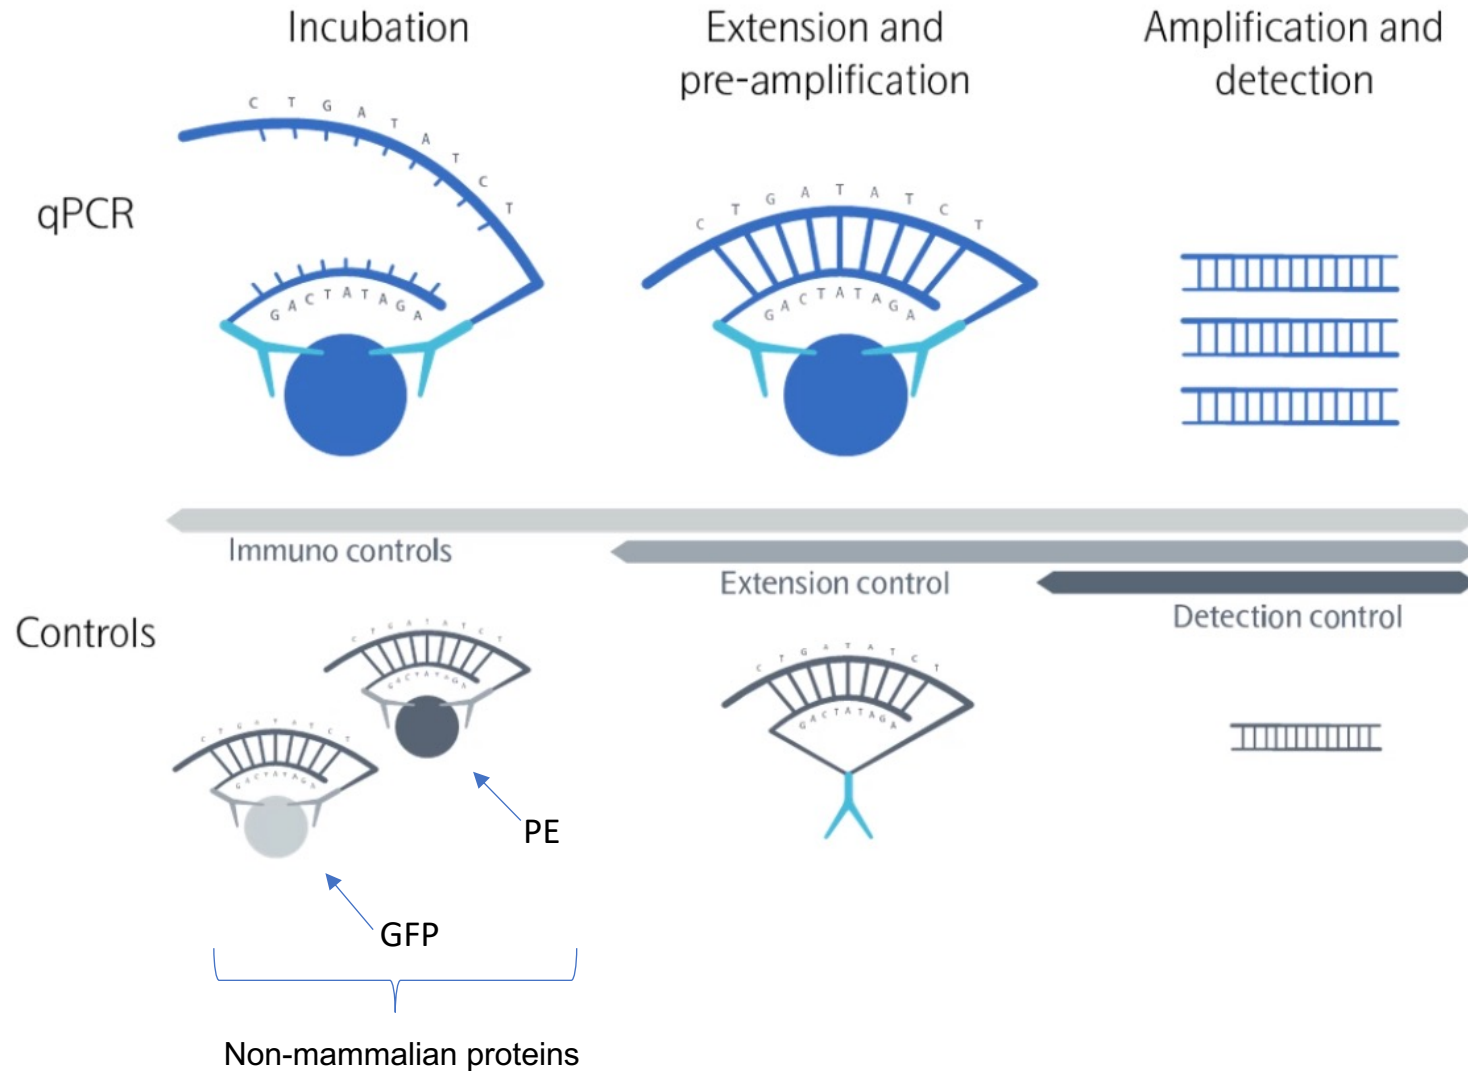 Incubation
Extension and
pre-amplification
Amplification and
detection
qPCR
C T G A T A T C T
G A C T A T A G A
C T G A T A T C T
G A C T A T A G A
Immuno controls
Extension control
Detection control
Controls
C T G A T A T C T
G A C T A T A G A
C T G A T A T C T
G A C T A T A G A
C T G A T A T C T
G A C T A T A G A
PE
GFP
Non-mammalian proteins